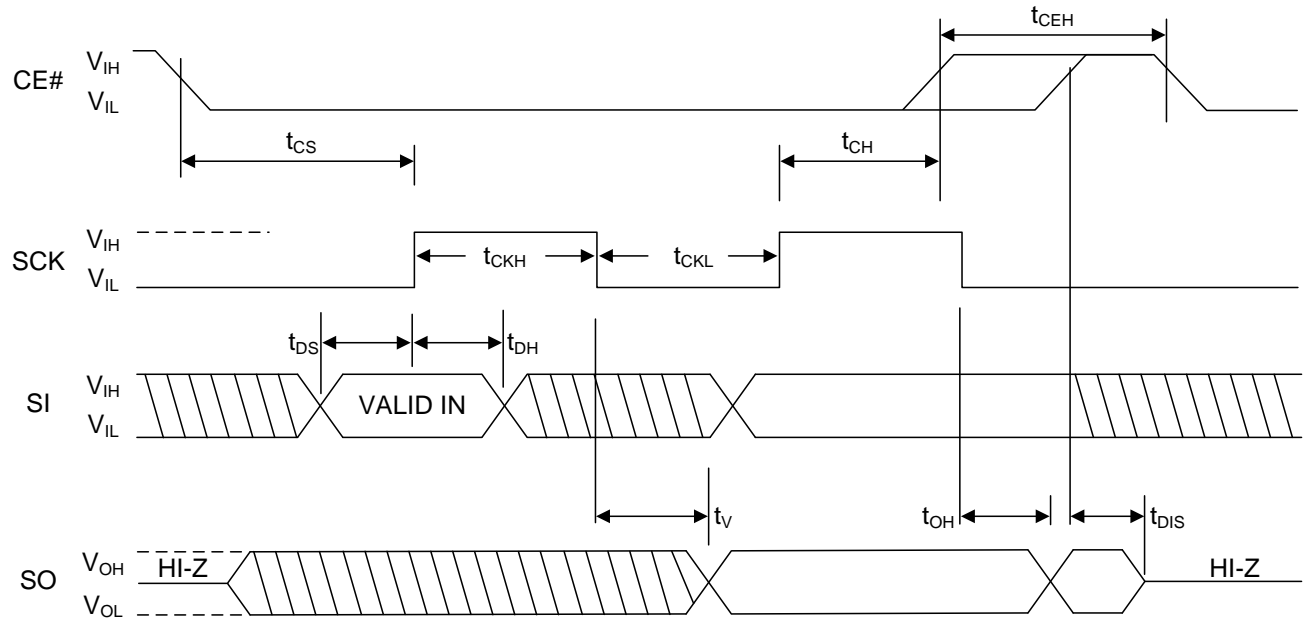 tCEH
CE#
VIH
VIL
tCS
tCH
SCK
VIH
VIL
tCKH
tCKL
tDS
tDH
SI
VIH
VIL
VALID IN
tV
tOH
tDIS
SO
VOH
VOL
HI-Z
HI-Z